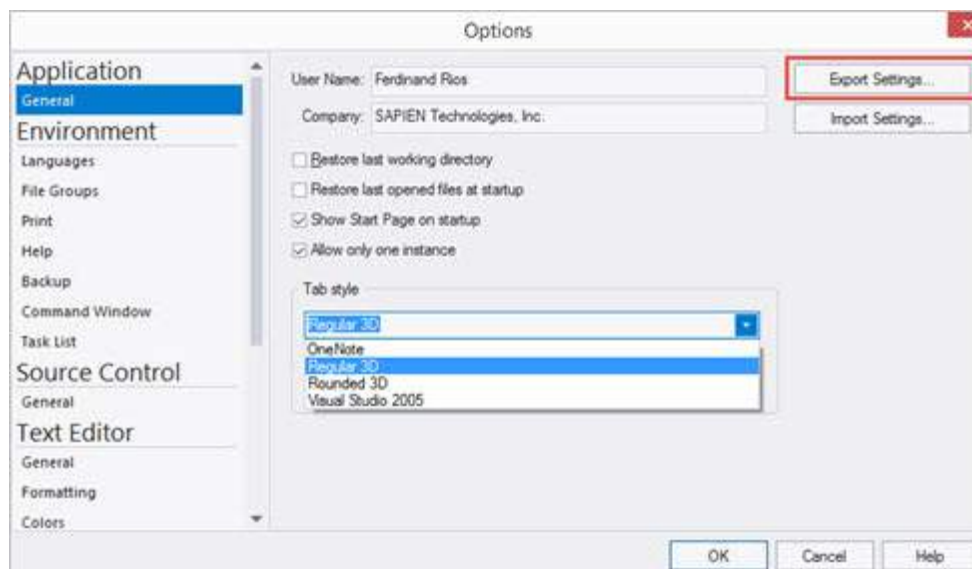 Options
Application
General
Environment
Languages
File Groups
Print
Help
Backup
Command Window
Task List
Source Control
General
Text Editor
General
Formatting
Colors
User Name: Ferdinand Rios
Company: SAPIEN Technologies, Inc.
Export Settings...
Import Settings...
Restore last working directory
Restore last opened files at startup
Show Start Page on startup
Allow only one instance
Tab style
Regular 3D
OneNote
Regular 3D
Rounded 3D
Visual Studio 2005
OK Cancel Help